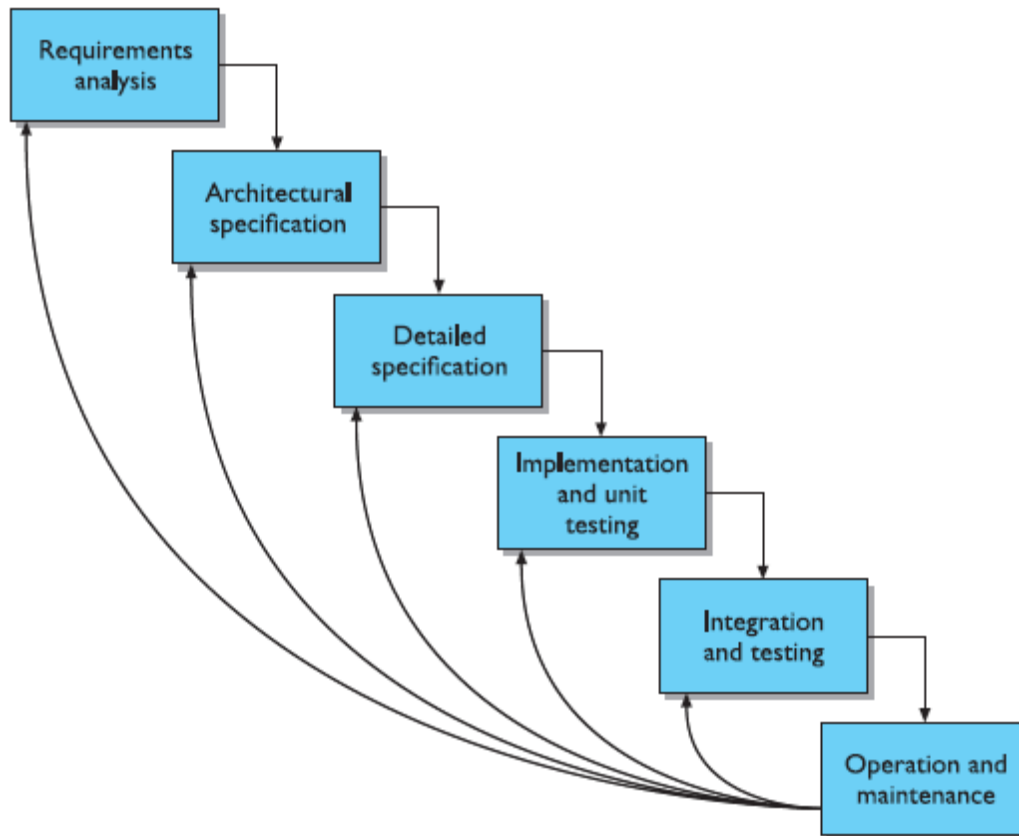 Requirements
analysis
Architectural
specification
Detailed
specification
Implementation
and unit
testing
Integration
and testing
Operation and
maintenance